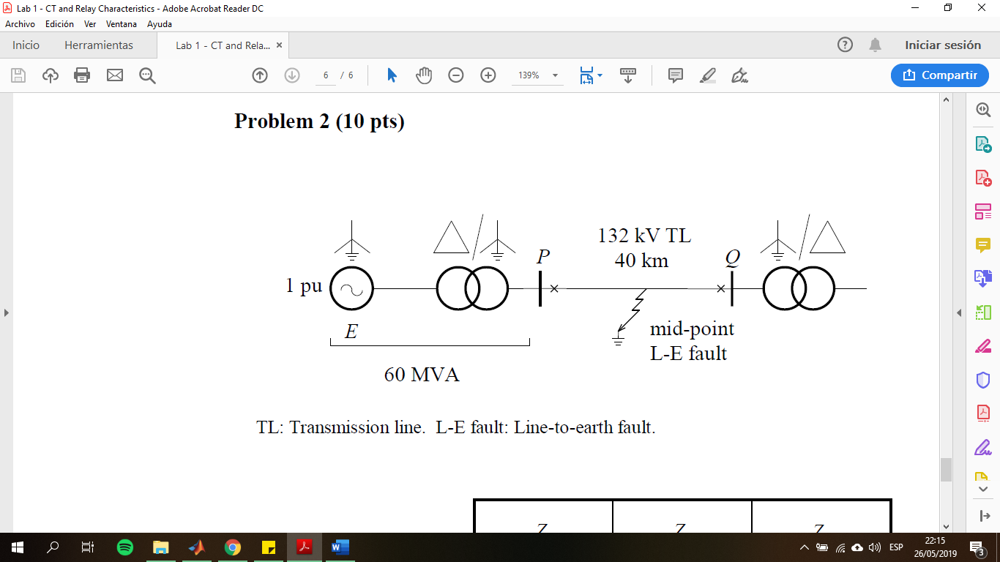 Lab 1 - CT and Relay Characteristics - Adobe Acrobat Reader DC
Archivo Edición Ver Ventana Ayuda
Inicio Herramientas Lab 1 - CT and Rela... × Iniciar sesión
6 / 6 139% Compartir
Problem 2 (10 pts)
132 kV TL
40 km
P
Q
1 pu
E
mid-point
L-E fault
60 MVA
TL: Transmission line. L-E fault: Line-to-earth fault.
Z Z Z
ESP
22:15
26/05/2019
3